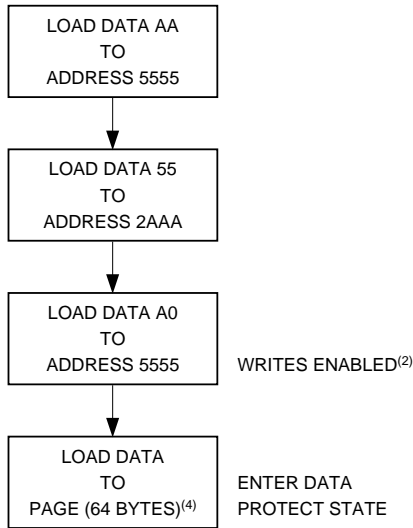 LOAD DATA AA
TO
ADDRESS 5555
LOAD DATA 55
TO
ADDRESS 2AAA
LOAD DATA A0
TO
ADDRESS 5555
WRITES ENABLED(2)
LOAD DATA
TO
PAGE (64 BYTES)(4)
ENTER DATA
PROTECT STATE